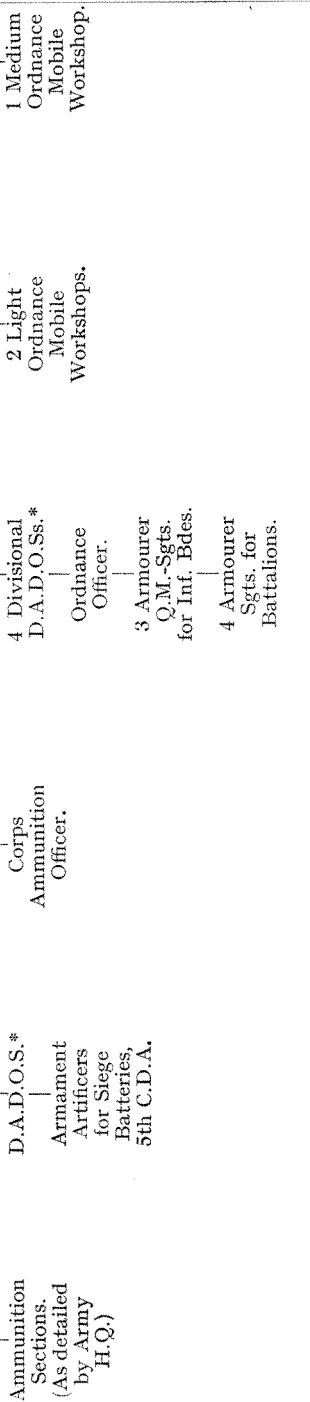 Ammunition
Sections.
(As detailed
by Army
H.Q.)
D.A.D.O.S.*
Armament
Artificers
for Siege
Batteries,
5th C.D.A.
Corps
Ammunition
Officer.
4 Divisional
D.A.D.O.Ss.*
Ordnance
Officer.
3 Armourer
Q.M.-Sgts.
for Inf. Bdes.
4 Armourer
Sgts. for
Battalions.
2 Light
Ordnance
Mobile
Workshops.
1 Medium
Ordnance
Mobile
Workshop.